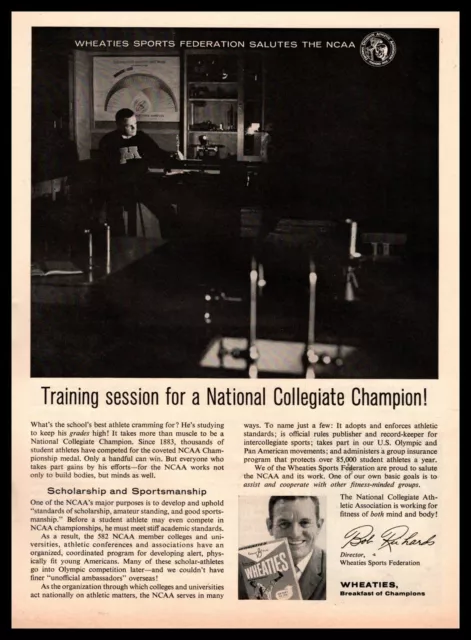 WHEATIES SPORTS FEDERATION SALUTES THE NCAA
H
Training session for a National Collegiate Champion!
What's the school's best athlete cramming for? He's studying
to keep his grades high! It takes more than muscle to be a
National Collegiate Champion. Since 1883, thousands of
student athletes have competed for the coveted NCAA Cham-
pionship medal. Only a handful can win. But everyone who
takes part gains by his efforts—for the NCAA works not
only to build bodies, but minds as well.
Scholarship and Sportsmanship
One of the NCAA's major purposes is to develop and uphold
"standards of scholarship, amateur standing, and good sports-
manship." Before a student athlete may even compete in
NCAA championships, he must meet stiff academic standards.
As a result, the 582 NCAA member colleges and uni-
versities, athletic conferences and associations have an
organized, coordinated program for developing alert, phys-
ically fit young Americans. Many of these scholar-athletes
go into Olympic competition later—and we couldn't have
finer "unofficial ambassadors" overseas!
As the organization through which colleges and universities
act nationally on athletic matters, the NCAA serves in many
ways. To name just a few: It adopts and enforces athletic
standards; is official rules publisher and record-keeper for
intercollegiate sports; takes part in our U.S. Olympic and
Pan American movements; and administers a group insurance
program that protects over 85,000 student athletes a year.
We of the Wheaties Sports Federation are proud to salute
the NCAA and its work. One of our own basic goals is to
assist and cooperate with other fitness-minded groups.
WHEATIES
The National Collegiate Ath-
letic Association is working for
fitness of both mind and body!
Bob Richards
Director,
Wheaties Sports Federation
WHEATIES,
Breakfast of Champions